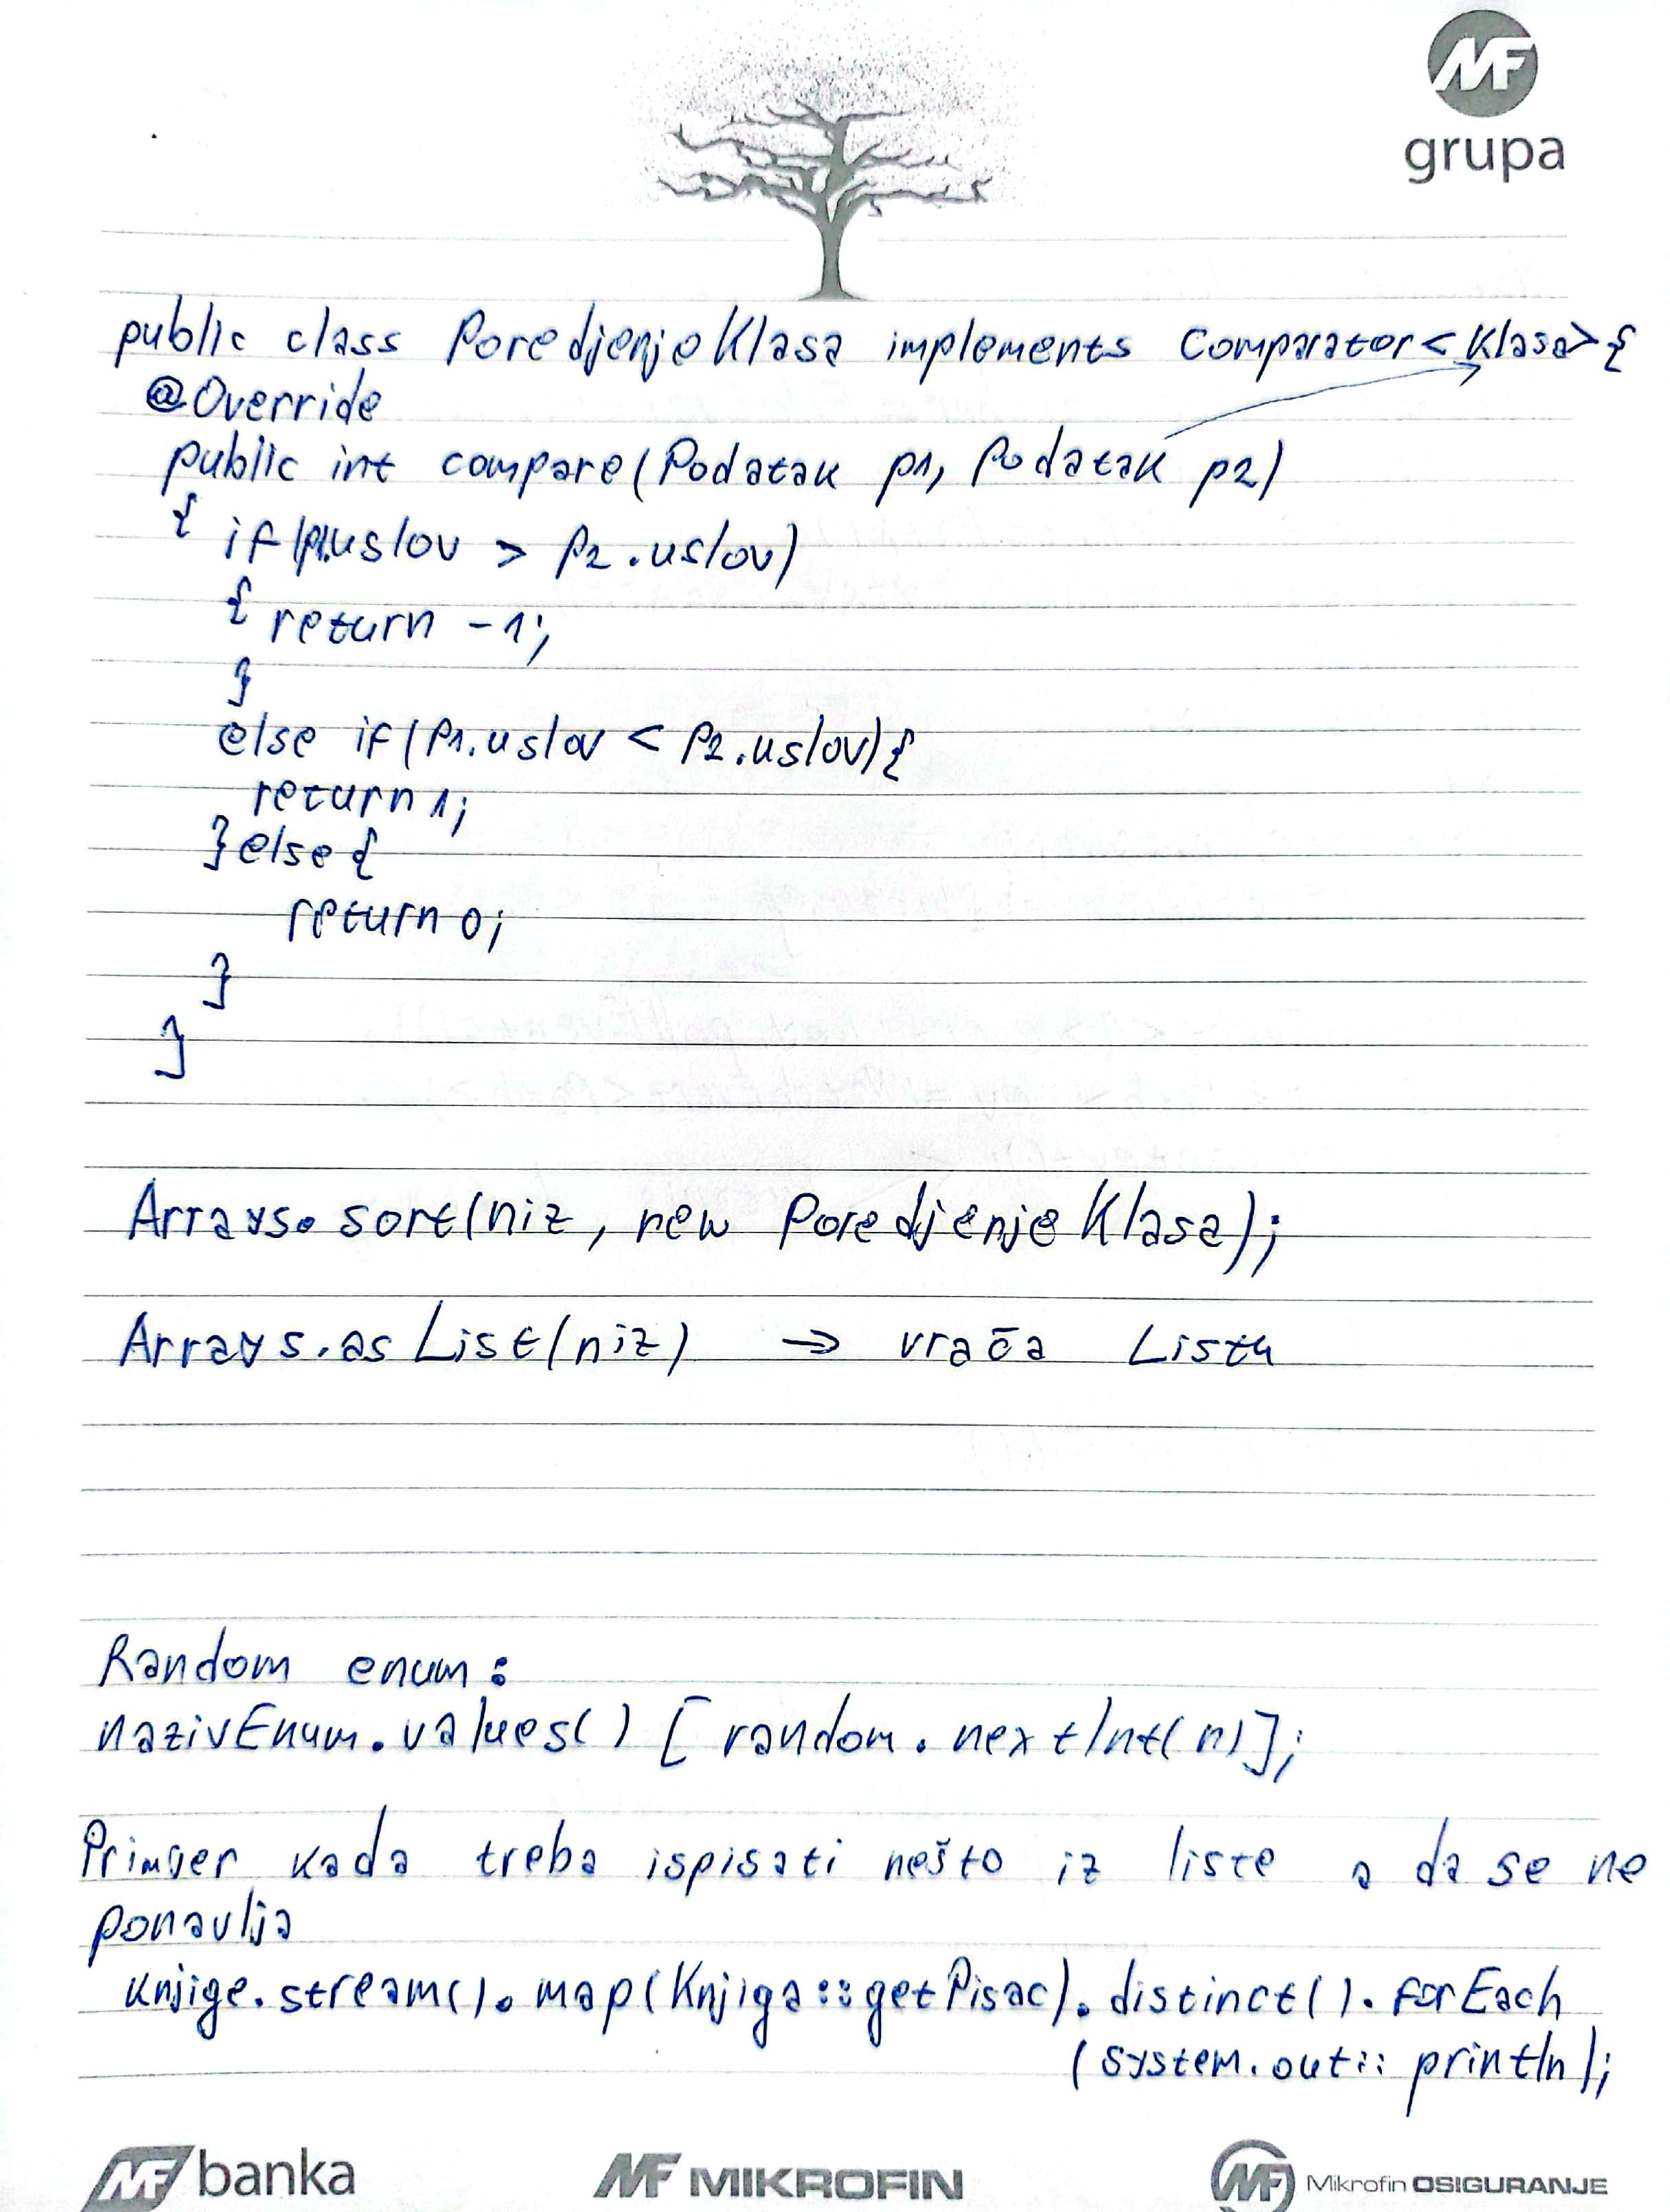 MF
grupa
public class PoredjenjeKlasa implements Comparator<Klasa>{
@Override
public int compare(Podatak p1, Podatak p2)
{ if(p1.uslov > p2.uslov)
{ return -1;
}
else if(p1.uslov < p2.uslov){
return 1;
}else{
return 0;
}
}
Arrays.sort(niz, new PoredjenjeKlasa);
Arrays.asList(niz) → vraća Listu
Random enum:
nazivEnum.values()[random.nextInt(n)];
Primjer kada treba ispisati nešto iz liste a da se ne
ponavlja
knjige.stream().map(Knjiga::getPisac).distinct().forEach
(system.out::println);
MF banka MF MIKROFIN MF Mikrofin OSIGURANJE